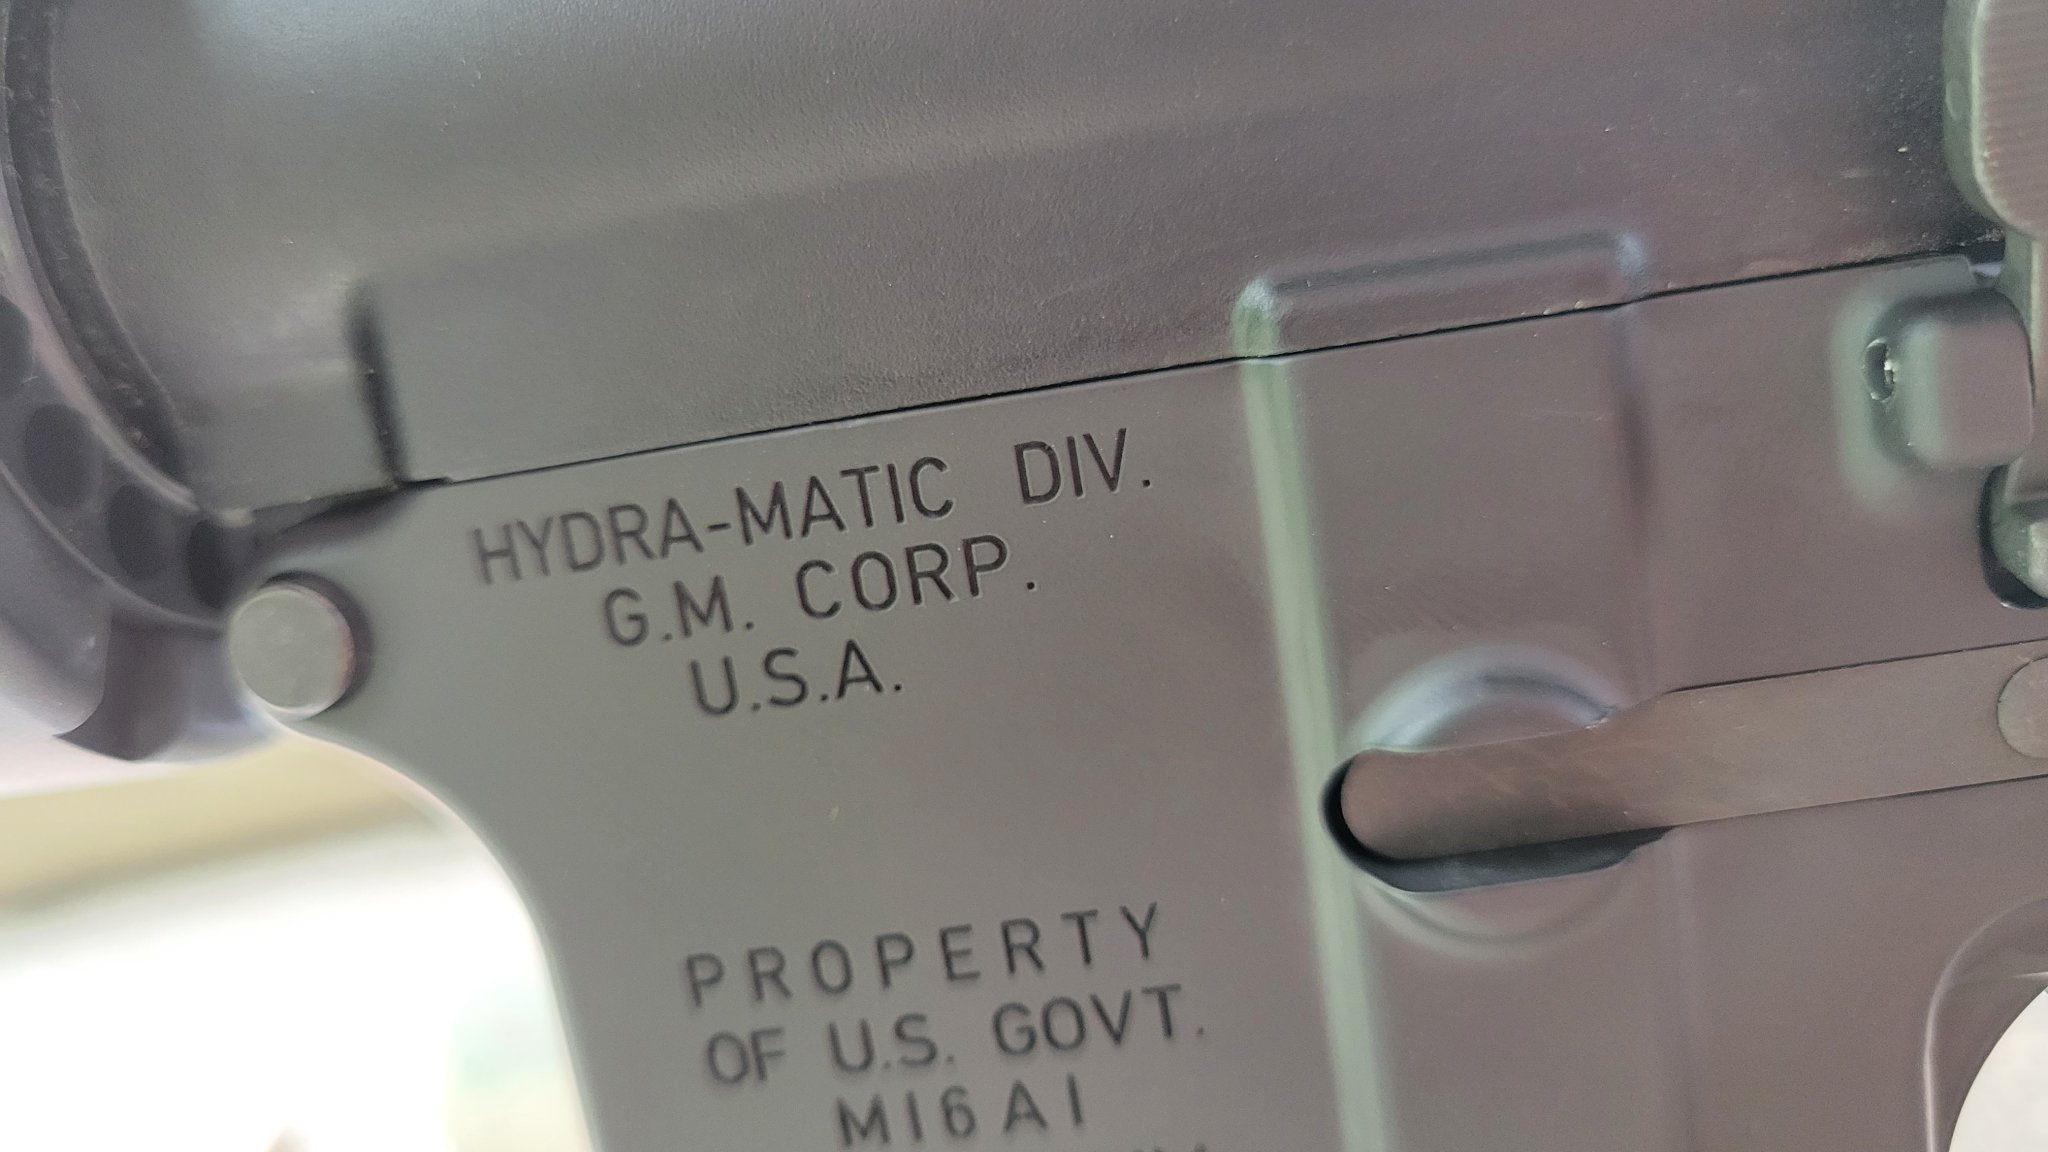 HYDRA-MATIC DIV.
G.M. CORP.
U.S.A.
PROPERTY
OF U.S. GOVT.
M16A1